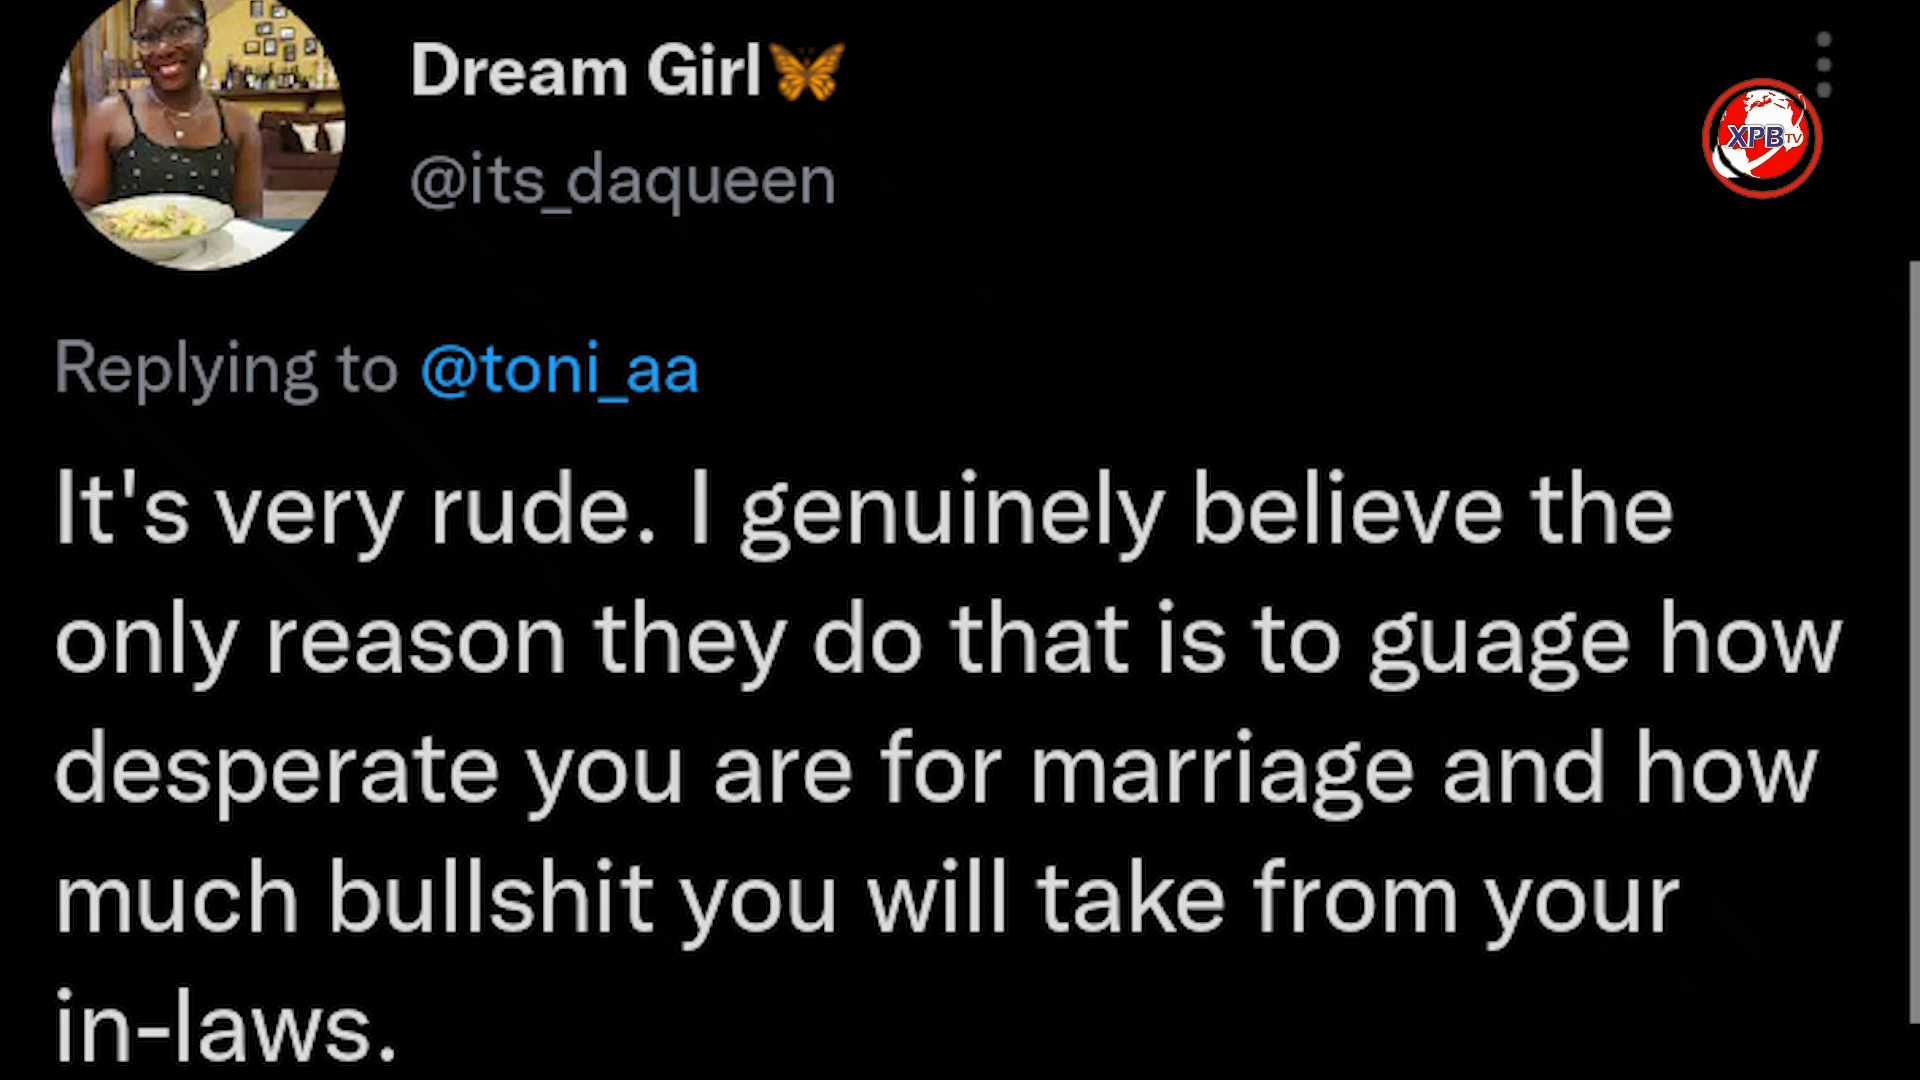 Dream Girl🦋
@its_daqueen
XPB TV
Replying to @toni_aa
It's very rude. I genuinely believe the
only reason they do that is to guage how
desperate you are for marriage and how
much bullshit you will take from your
in-laws.